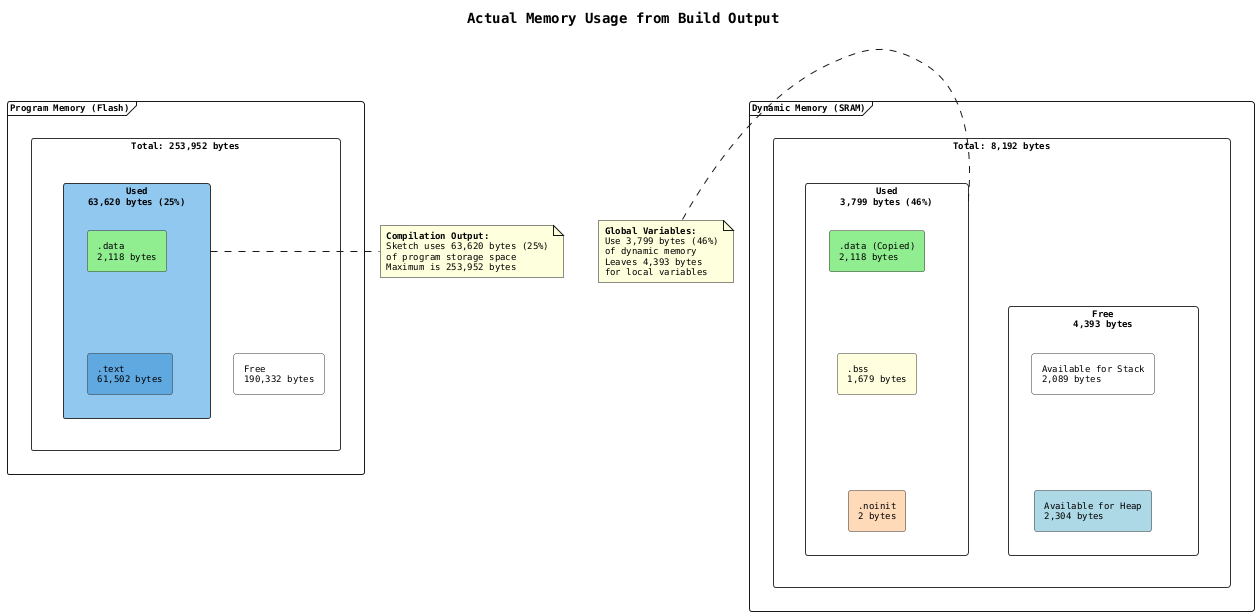 Actual Memory Usage from Build Output
Program Memory (Flash)
Total: 253,952 bytes
Used
63,620 bytes (25%)
.data
2,118 bytes
.text
61,502 bytes
Free
190,332 bytes
Compilation Output:
Sketch uses 63,620 bytes (25%)
of program storage space
Maximum is 253,952 bytes
Global Variables:
Use 3,799 bytes (46%)
of dynamic memory
Leaves 4,393 bytes
for local variables
Dynamic Memory (SRAM)
Total: 8,192 bytes
Used
3,799 bytes (46%)
.data (Copied)
2,118 bytes
.bss
1,679 bytes
.noinit
2 bytes
Free
4,393 bytes
Available for Stack
2,089 bytes
Available for Heap
2,304 bytes